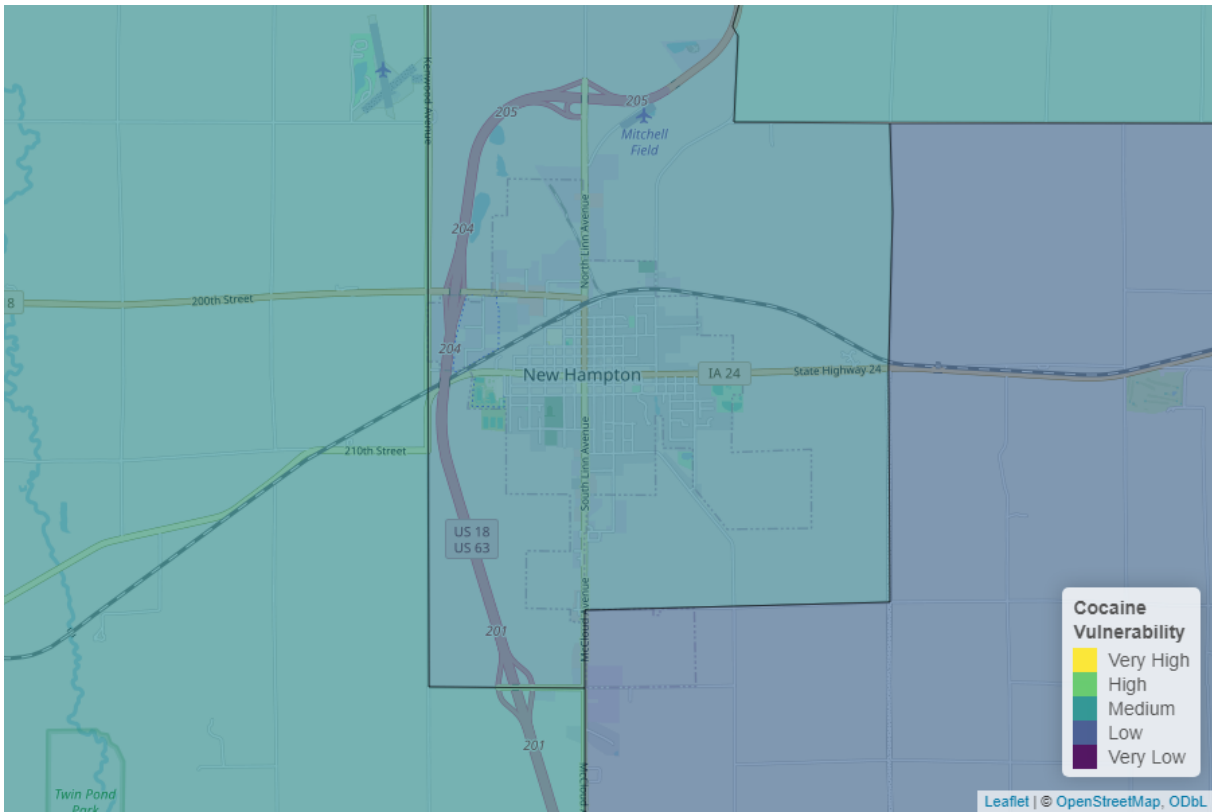 Kenwood Avenue
205
205
Mitchell
Field
204
North Linn Avenue
8
200th Street
204
New Hampton
IA 24
State Highway 24
210th Street
South Linn Avenue
US 18
US 63
McCloud Avenue
201
201
McCloud
Twin Pond
Park
Cocaine
Vulnerability
Very High
High
Medium
Low
Very Low
Leaflet | © OpenStreetMap, ODbL